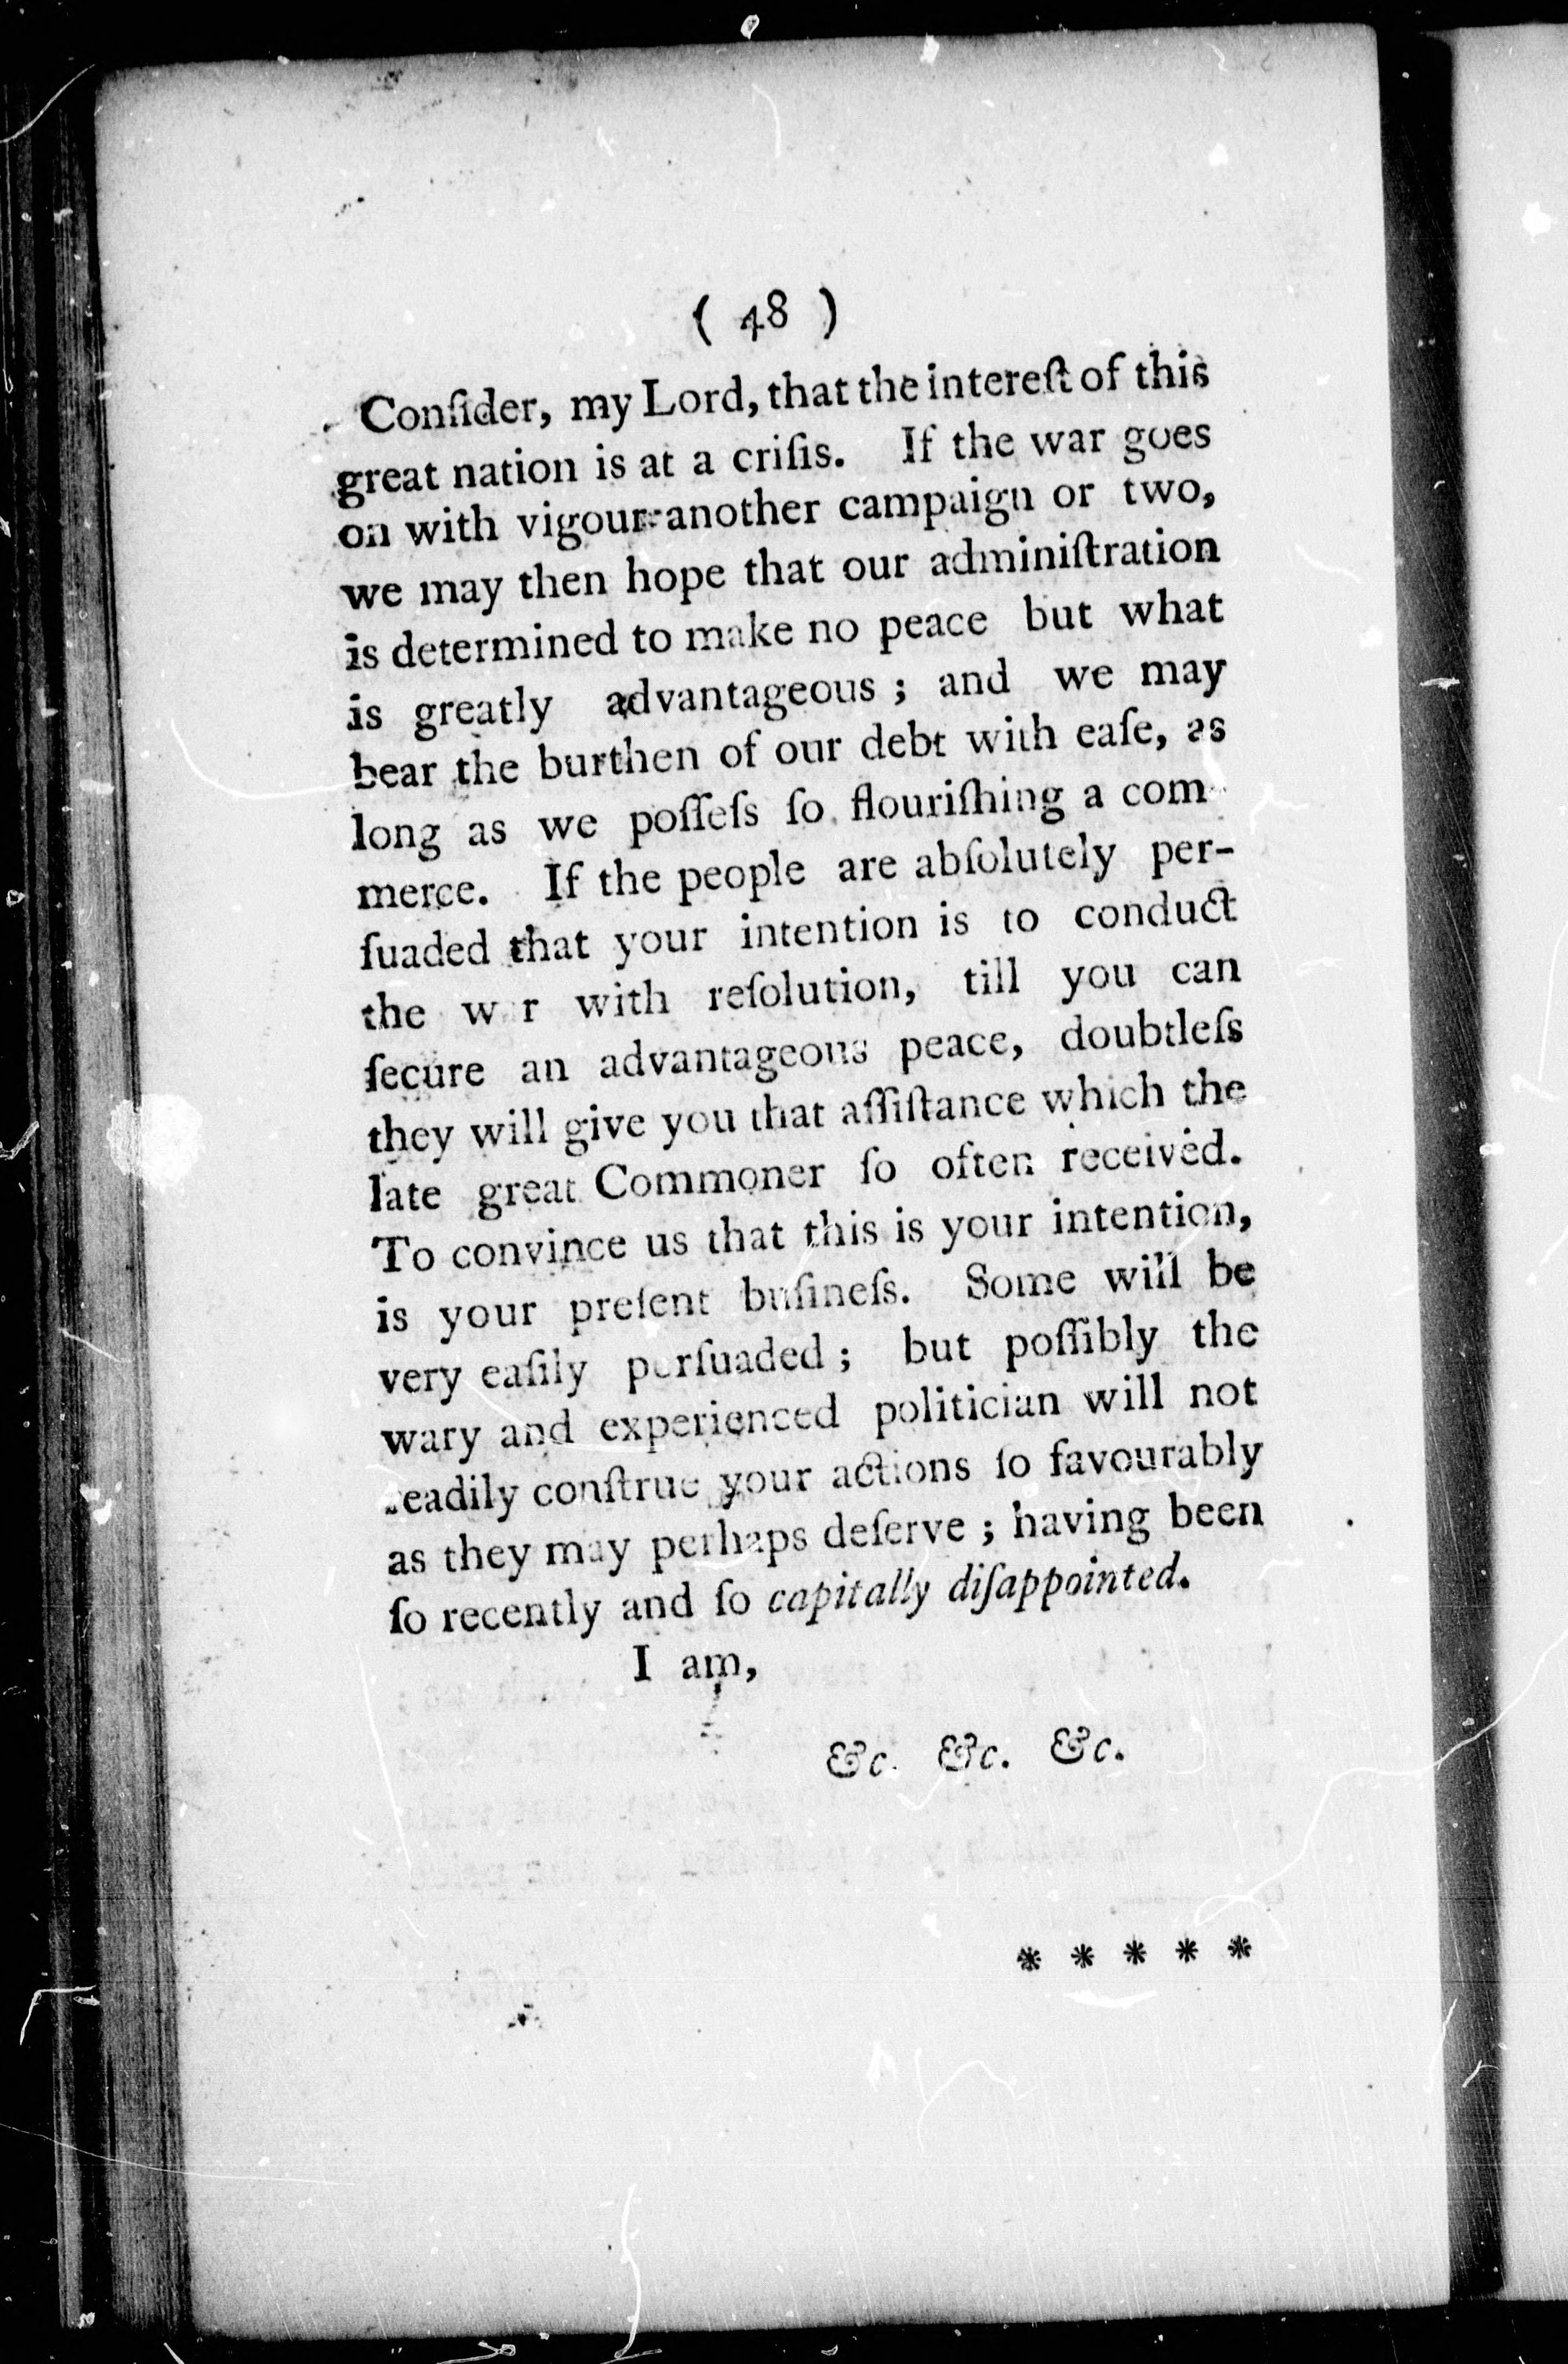 ( 48 )
Conſider, my Lord, that the intereſt of this
great nation is at a criſis. If the war goes
on with vigour another campaign or two,
we may then hope that our adminiſtration
is determined to make no peace but what
is greatly advantageous ; and we may
bear the burthen of our debt with eaſe, as
long as we poſſeſs ſo flouriſhing a com-
merce. If the people are abſolutely per-
ſuaded that your intention is to conduct
the w r with reſolution, till you can
ſecure an advantageous peace, doubtleſs
they will give you that aſſiſtance which the
late great Commoner ſo often received.
To convince us that this is your intention,
is your preſent buſineſs. Some will be
very eaſily perſuaded ; but poſſibly the
wary and experienced politician will not
readily conſtrue your actions ſo favourably
as they may perhaps deſerve ; having been
ſo recently and ſo capitally diſappointed.
I am,
&c. &c. &c.
* * * * *